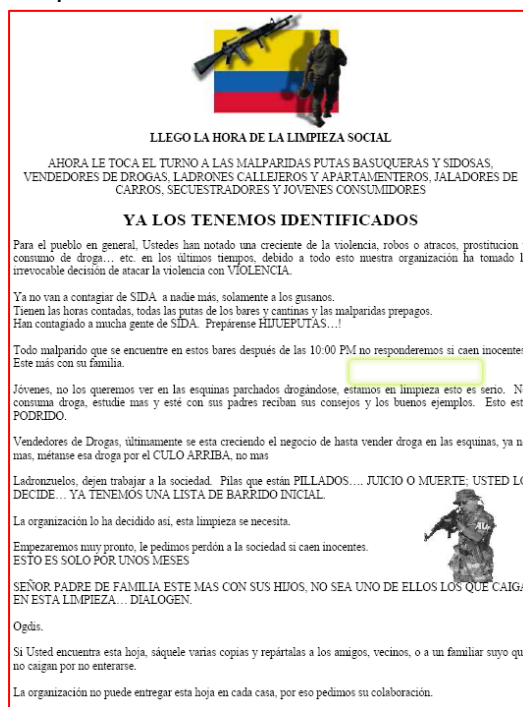 LLEGO LA HORA DE LA LIMPIEZA SOCIAL
AHORA LE TOCA EL TURNO A LAS MALPARIDAS PUTAS BASUQUERAS Y SIDOSAS,
VENDEDORES DE DROGAS, LADRONES CALLEJEROS Y APARTAMENTEROS, JALADORES DE
CARROS, SECUESTRADORES Y JOVENES CONSUMIDORES
YA LOS TENEMOS IDENTIFICADOS
Para el pueblo en general, Ustedes han notado una creciente de la violencia, robos o atracos, prostitucion
consumo de droga… etc. en los últimos tiempos, debido a todo esto muestra organización ha tomado l
irrevocable decisión de atacar la violencia con VIOLENCIA.
Ya no van a contagiar de SIDA a nadie más, solamente a los gusanos.
Tienen las horas contadas, todas las putas de los bares y cantinas y las malparidas prepagos.
Han contagiado a mucha gente de SIDA. Prepárense HIJUEPUTAS…!
Todo malparido que se encuentre en estos bares después de las 10:00 PM no responderemos si caen inocentes
Este más con su familia.
Jóvenes, no los queremos ver en las esquinas parchados drogándose, estamos en limpieza esto es serio. N
consuma droga, estudie mas y esté con sus padres reciban sus consejos y los buenos ejemplos. Esto est
PODRIDO.
Vendedores de Drogas, últimamente se esta creciendo el negocio de hasta vender droga en las esquinas, ya n
mas, métanse esa droga por el CULO ARRIBA, no mas
Ladronzuelos, dejen trabajar a la sociedad. Pilas que están PILLADOS…. JUICIO O MUERTE; USTED LO
DECIDE… YA TENEMOS UNA LISTA DE BARRIDO INICIAL.
La organización lo ha decidido así, esta limpieza se necesita.
Empezaremos muy pronto, le pedimos perdón a la sociedad si caen inocentes.
ESTO ES SOLO POR UNOS MESES
SEÑOR PADRE DE FAMILIA ESTE MAS CON SUS HIJOS, NO SEA UNO DE ELLOS LOS QUE CAIGA
EN ESTA LIMPIEZA… DIALOGEN.
Ogdis.
Si Usted encuentra esta hoja, sáquele varias copias y repártalas a los amigos, vecinos, o a un familiar suyo qu
no caigan por no enterarse.
La organización no puede entregar esta hoja en cada casa, por eso pedimos su colaboración.